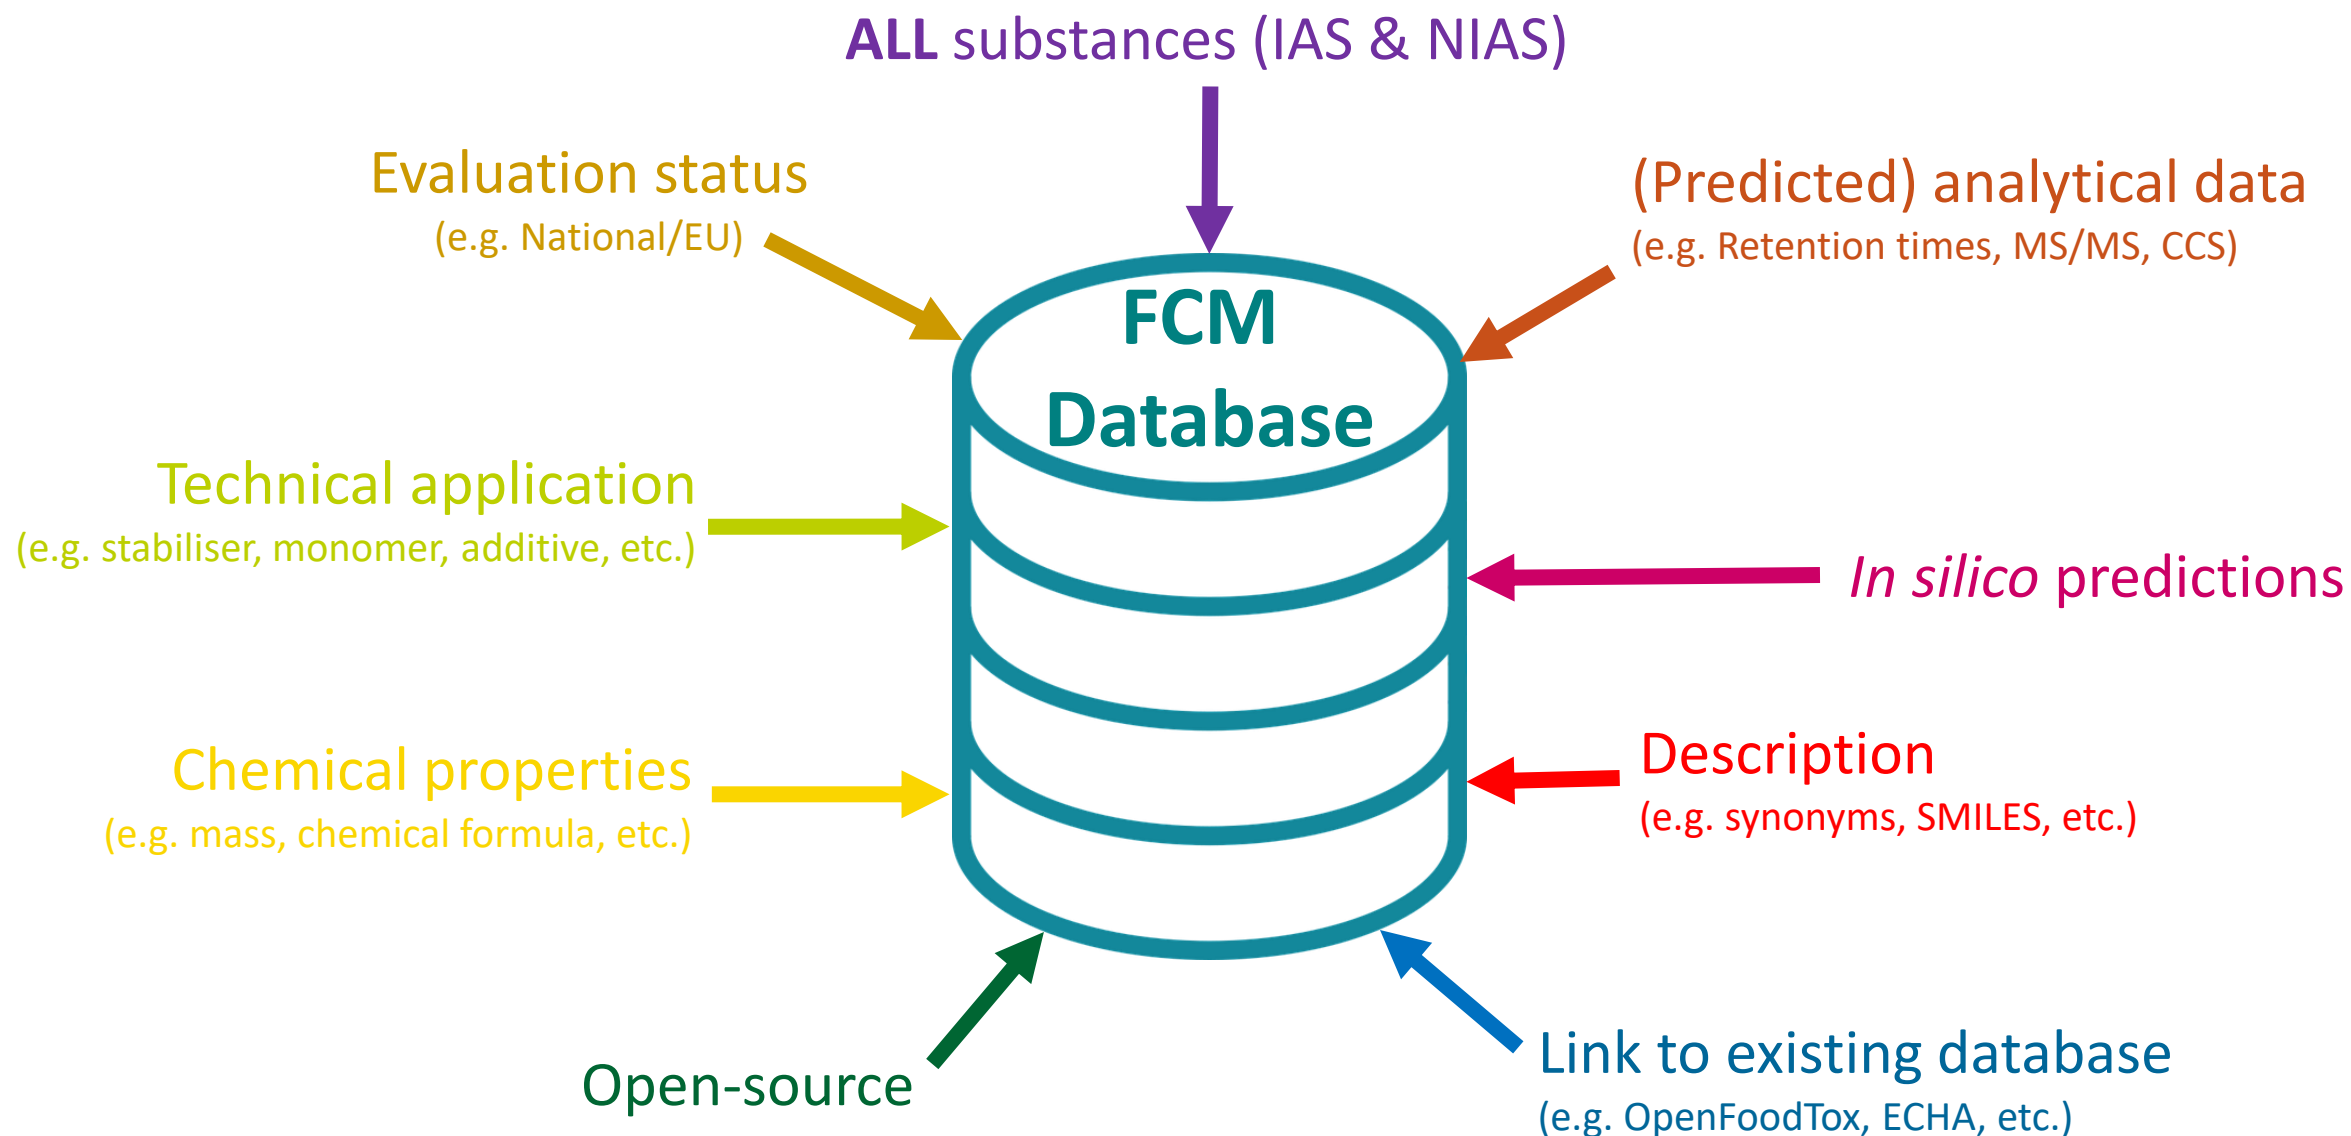 ALL substances (IAS & NIAS)
Evaluation status
(e.g. National/EU)
(Predicted) analytical data
(e.g. Retention times, MS/MS, CCS)
FCM
Database
Technical application
(e.g. stabiliser, monomer, additive, etc.)
In silico predictions
Chemical properties
(e.g. mass, chemical formula, etc.)
Description
(e.g. synonyms, SMILES, etc.)
Open-source
Link to existing database
(e.g. OpenFoodTox, ECHA, etc.)